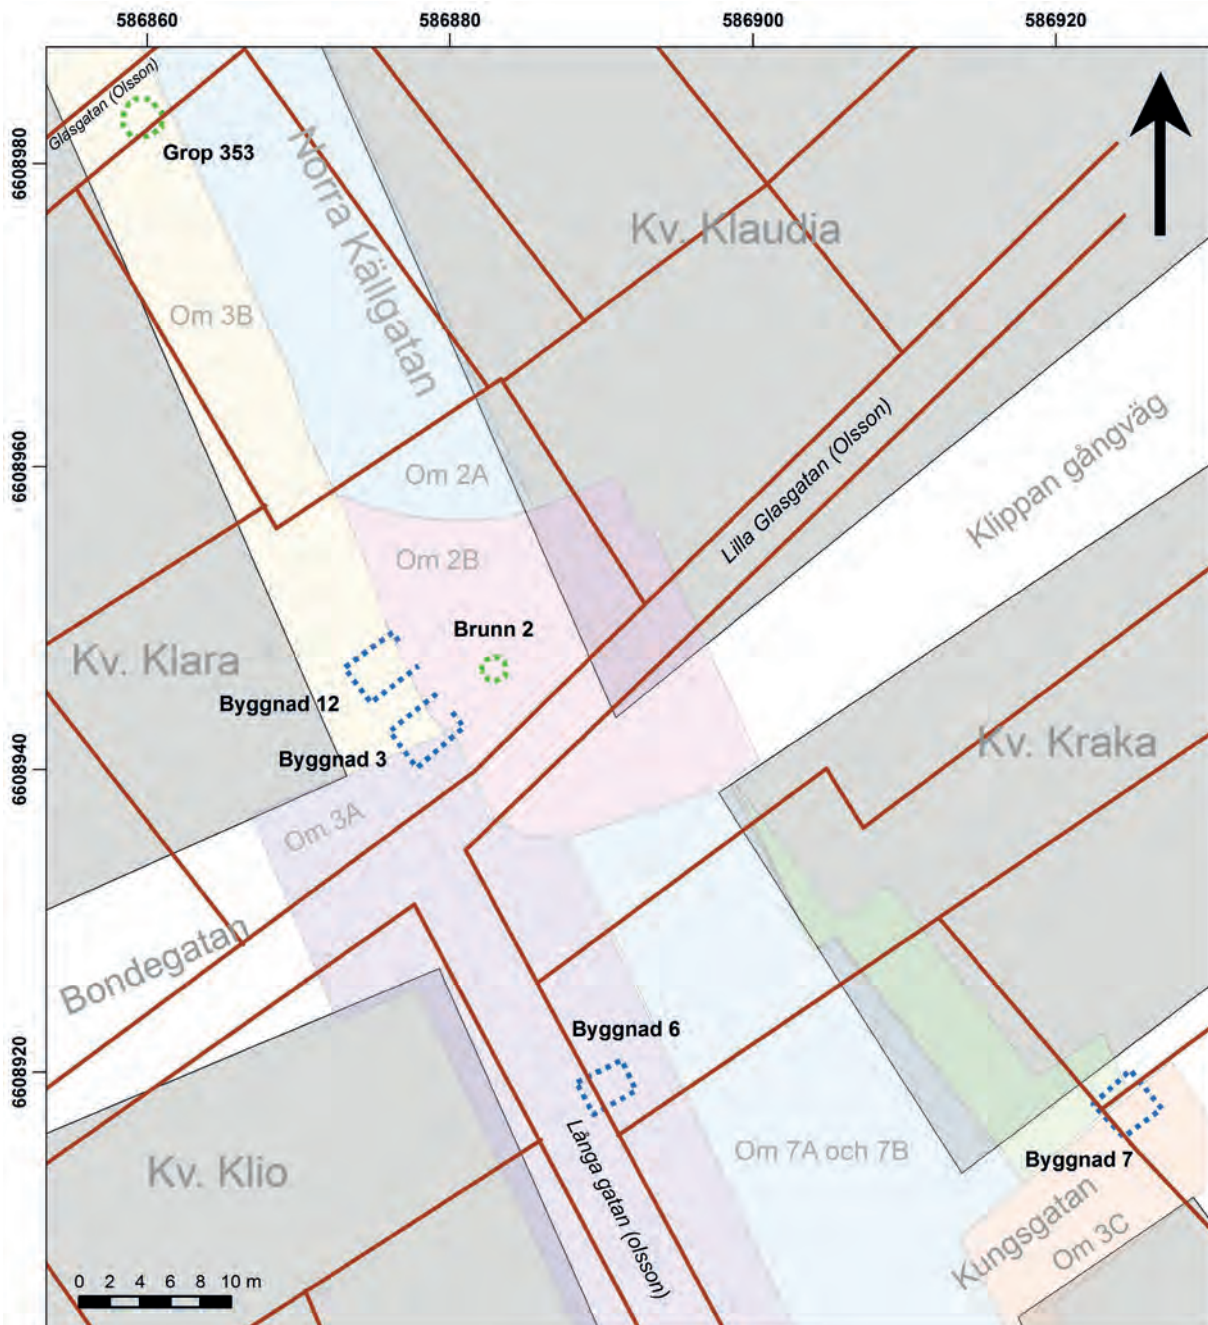 586860 586880 586900 586920
6608980
6608960
6608940
6608920
Glasgatan (Olsson)
Grop 353
Norra Källgatan
Kv. Klaudia
Om 3B
Om 2A
Lilla Glasgatan (Olsson)
Klippan gångväg
Om 2B
Brunn 2
Kv. Klara
Byggnad 12
Byggnad 3
Kv. Kraka
Om 3A
Bondegatan
Byggnad 6
Långa gatan (olsson)
Om 7A och 7B
Byggnad 7
Kv. Klio
Kungsgatan
Om 3C
0 2 4 6 8 10 m